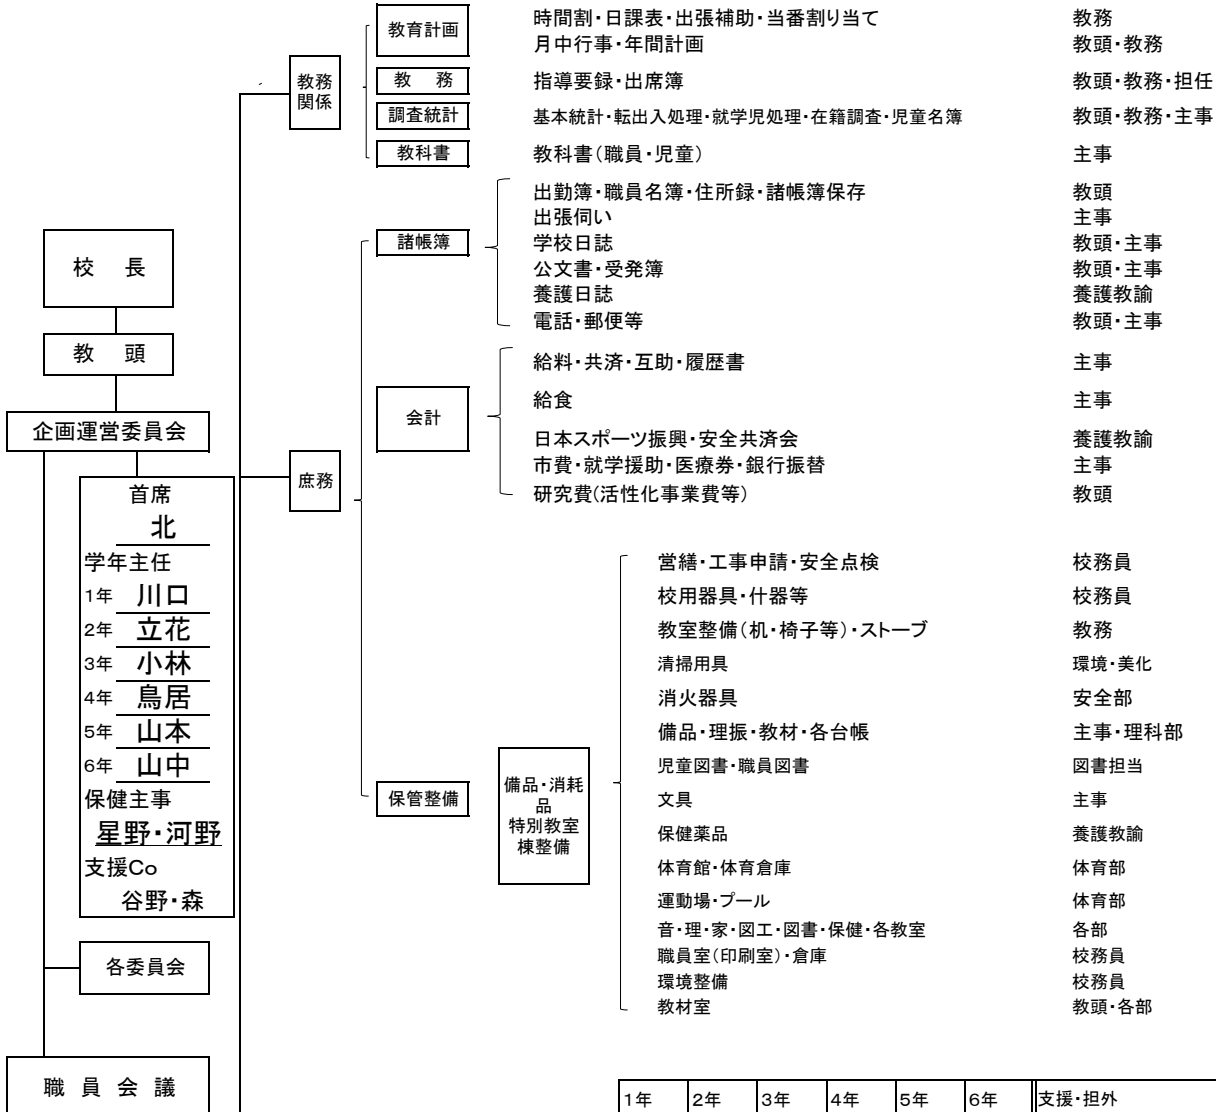 教育計画
時間割・日課表・出張補助・当番割り当て 教務
月中行事・年間計画 教頭・教務
教務
関係
教　務
指導要録・出席簿 教頭・教務・担任
調査統計
基本統計・転出入処理・就学児処理・在籍調査・児童名簿 教頭・教務・主事
教科書
教科書(職員・児童) 主事
校　長
教　頭
企画運営委員会
首席
北
学年主任
1年 川口
2年 立花
3年 小林
4年 鳥居
5年 山本
6年 山中
保健主事
星野・河野
支援Co
谷野・森
各委員会
職 員 会 議
庶務
諸帳簿
出勤簿・職員名簿・住所録・諸帳簿保存 教頭
出張伺い 主事
学校日誌 教頭・主事
公文書・受発簿 教頭・主事
養護日誌 養護教諭
電話・郵便等 教頭・主事
会計
給料・共済・互助・履歴書 主事
給食 主事
日本スポーツ振興・安全共済会 養護教諭
市費・就学援助・医療券・銀行振替 主事
研究費(活性化事業費等) 教頭
保管整備
備品・消耗
品
特別教室
棟整備
営繕・工事申請・安全点検 校務員
校用器具・什器等 校務員
教室整備(机・椅子等)・ストーブ 教務
清掃用具 環境・美化
消火器具 安全部
備品・理振・教材・各台帳 主事・理科部
児童図書・職員図書 図書担当
文具 主事
保健薬品 養護教諭
体育館・体育倉庫 体育部
運動場・プール 体育部
音・理・家・図工・図書・保健・各教室 各部
職員室(印刷室)・倉庫 校務員
環境整備 校務員
教材室 教頭・各部
1年 2年 3年 4年 5年 6年 支援・担外